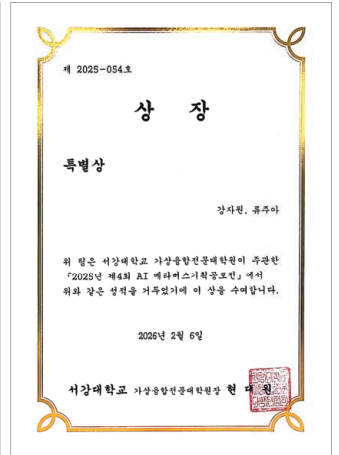 제 2025-054호
상 장
특별상
강자원, 류주아
위 팀은 서강대학교 가상융합전문대학원이 주관한
「2025년 제4회 AI 메타버스기획공모전」에서
위와 같은 성적을 거두었기에 이 상을 수여합니다.
2026년 2월 6일
서강대학교 가상융합전문대학원장 현 대 원